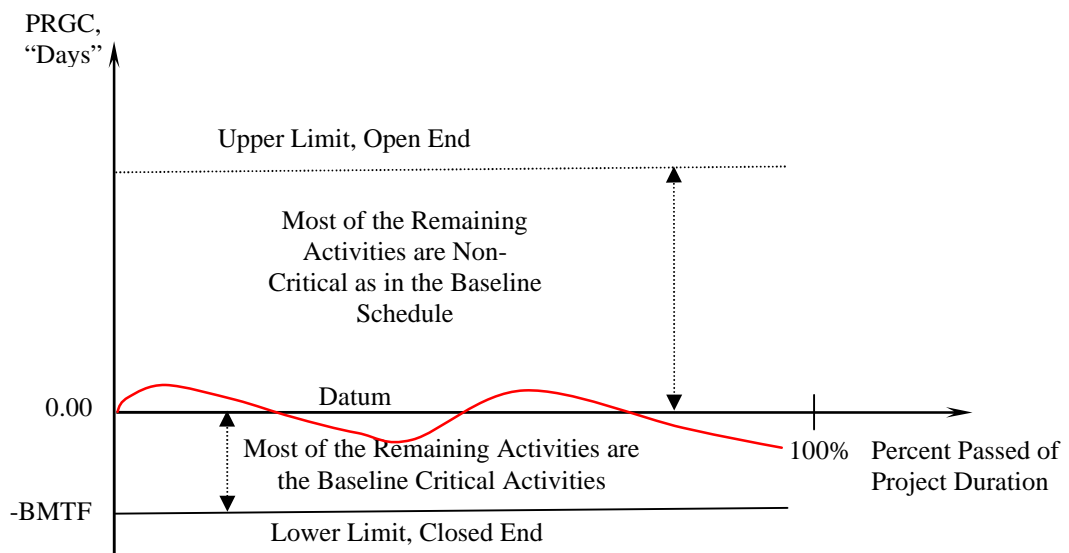 PRGC,
“Days”
Upper Limit, Open End
Most of the Remaining
Activities are Non-
Critical as in the Baseline
Schedule
Datum
0.00
Most of the Remaining Activities are
the Baseline Critical Activities
100%
Percent Passed of
Project Duration
-BMTF
Lower Limit, Closed End